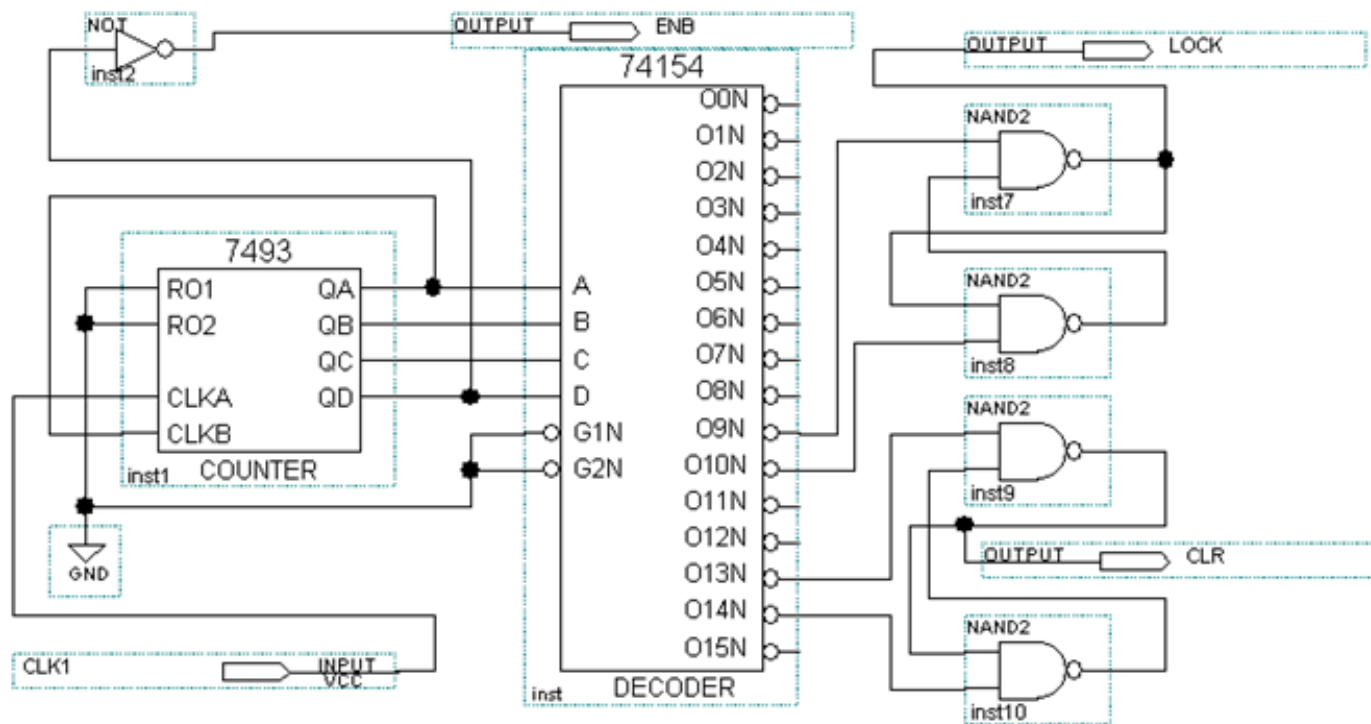 NOT
inst2
OUTPUT ENB
OUTPUT LOCK
7493
RO1 QA
RO2 QB
QC
CLKA QD
CLKB
COUNTER
inst1
GND
CLK1 INPUT
VCC
74154
O0N
O1N
O2N
O3N
O4N
A O5N
B O6N
C O7N
D O8N
G1N O9N
G2N O10N
O11N
O12N
O13N
O14N
O15N
DECODER
inst
NAND2
inst7
NAND2
inst8
NAND2
inst9
OUTPUT CLR
NAND2
inst10